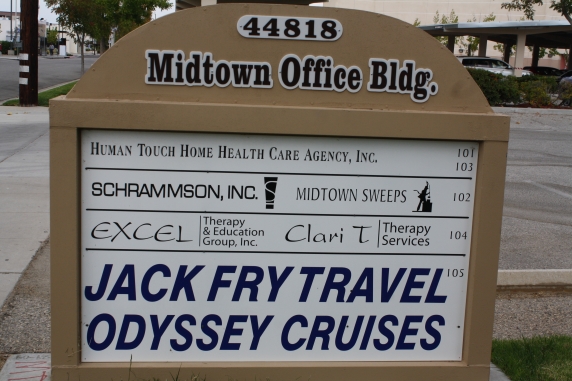 44818
Midtown Office Bldg.
HUMAN TOUCH HOME HEALTH CARE AGENCY, INC. 101
103
SCHRAMMSON, INC. MIDTOWN SWEEPS 102
EXCEL Therapy & Education Group, Inc. Clari T Therapy Services 104
JACK FRY TRAVEL 105
ODYSSEY CRUISES